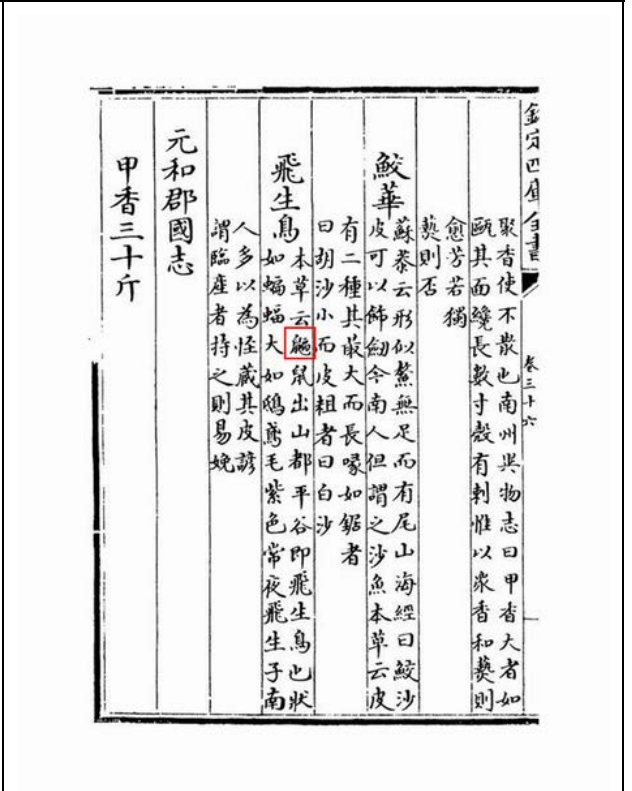 欽定四庫全書
卷三十六
聚香使不散也南州異物志曰甲香大者如
甌其面纔長數寸殼有刺惟以衆香和爇則
愈芳若獨
爇則否
鮫華
蘇恭云形似鱉無足而有尾山海經曰鮫沙
皮可以飾劒今南人但謂之沙魚本草云皮
有二種其最大而長喙如鋸者
曰胡沙小而皮粗者曰白沙
飛生鳥
本草云鼠出山都平谷即飛生鳥也狀
如蝙蝠大如鴟鳶毛紫色常夜飛生子南
人多以為怪藏其皮諺
謂臨產者持之則易娩
元和郡國志
甲香三十斤